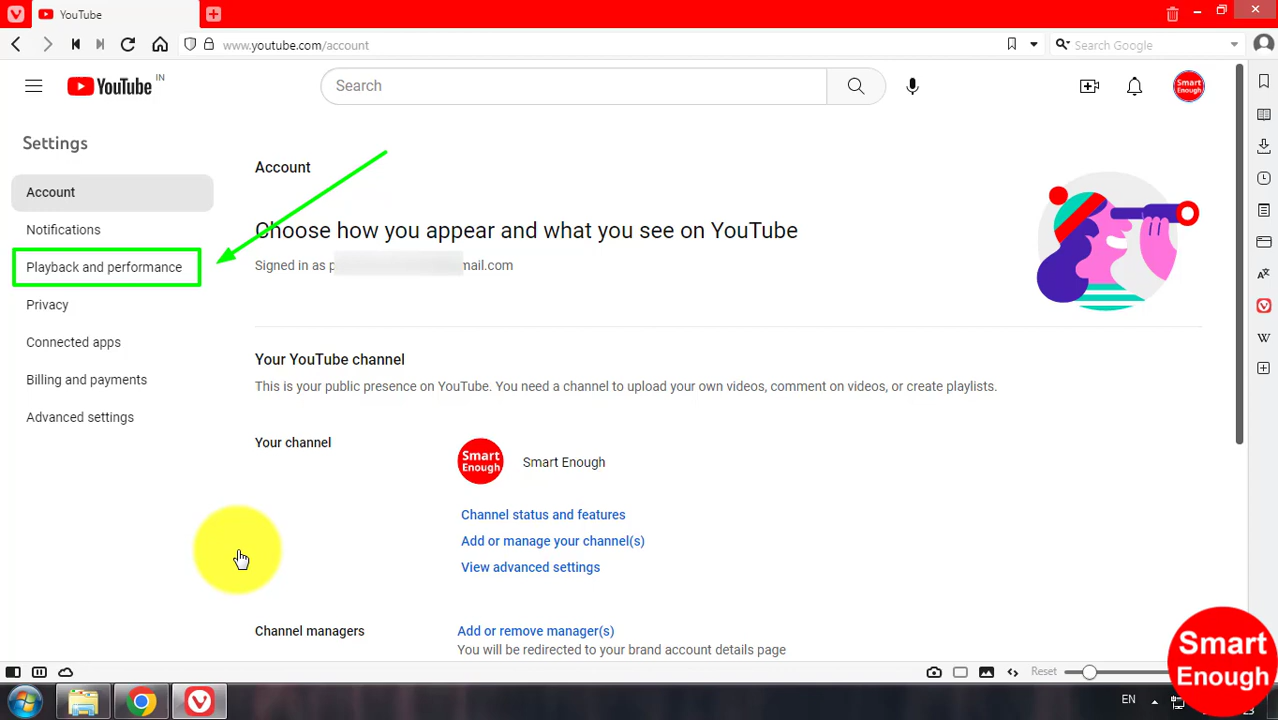 YouTube
www.youtube.com/account
Search Google
YouTube IN
Search
Smart
Enough
Settings
Account
Notifications
Playback and performance
Privacy
Connected apps
Billing and payments
Advanced settings
Account
Choose how you appear and what you see on YouTube
Signed in as p mail.com
Your YouTube channel
This is your public presence on YouTube. You need a channel to upload your own videos, comment on videos, or create playlists.
Your channel
Smart
Enough
Smart Enough
Channel status and features
Add or manage your channel(s)
View advanced settings
Channel managers
Add or remove manager(s)
You will be redirected to your brand account details page
Reset
Smart
Enough
EN